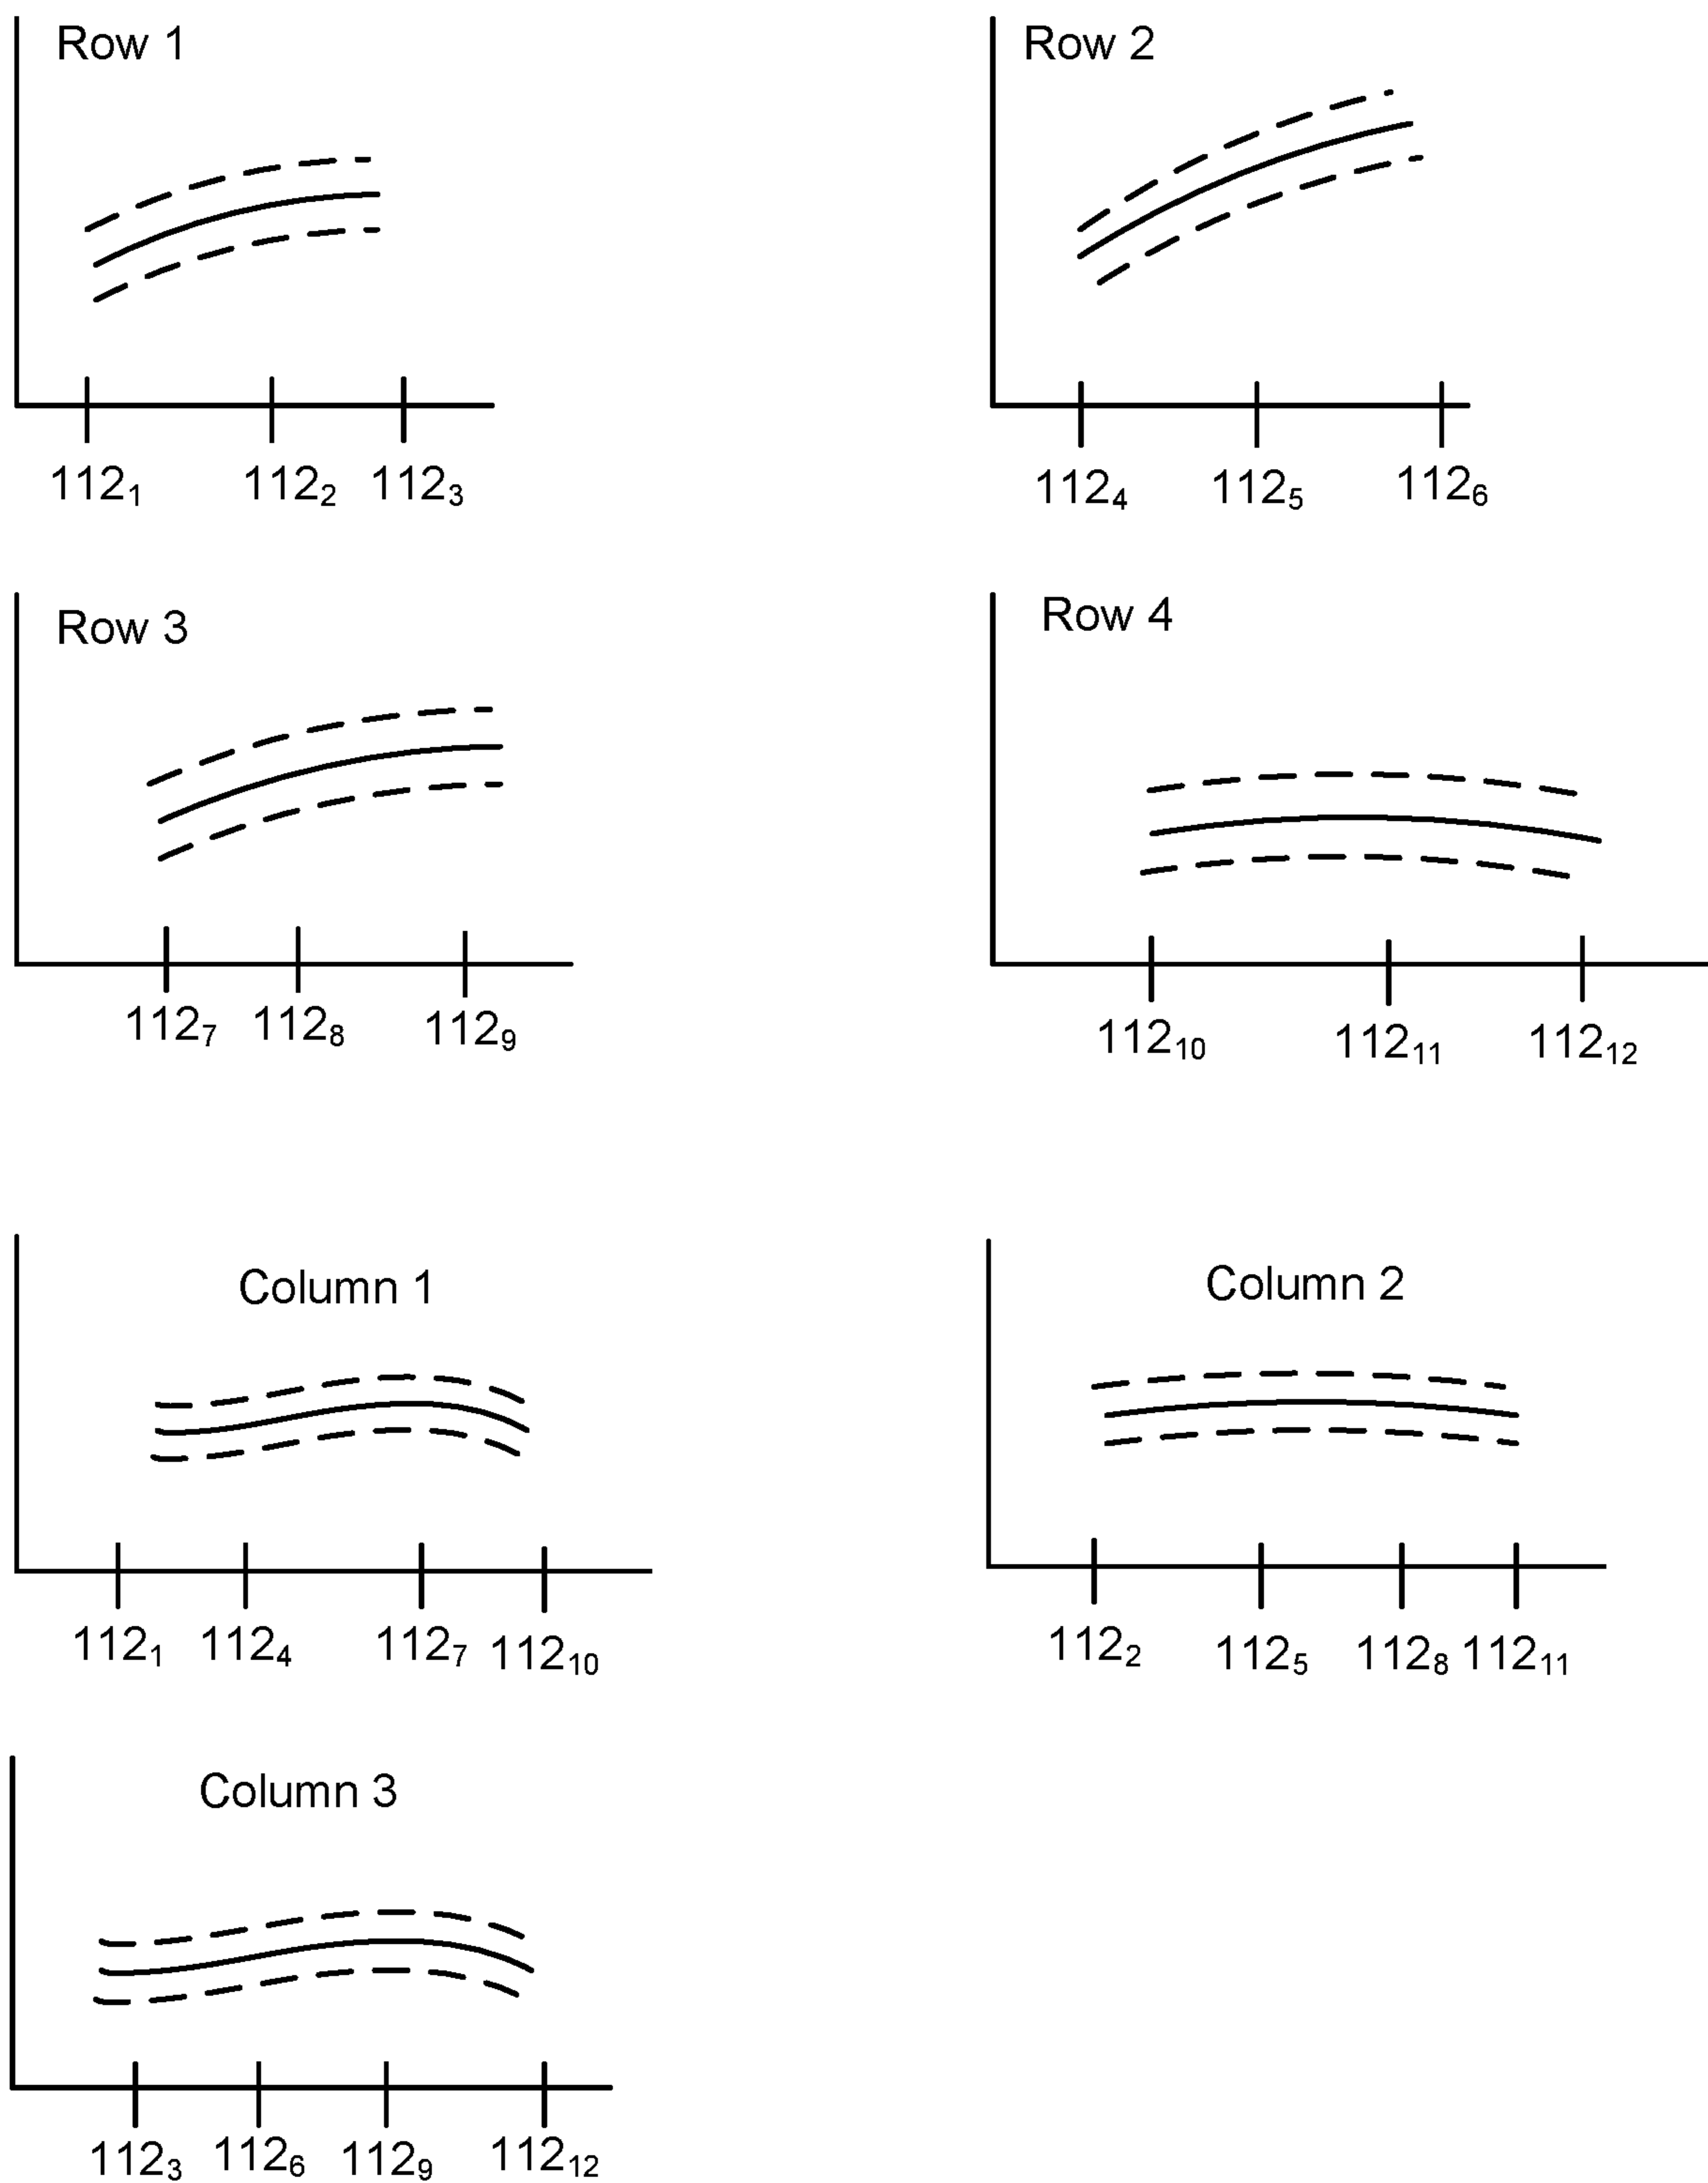 Row 1
112₁ 112₂ 112₃
Row 2
112₄ 112₅ 112₆
Row 3
112₇ 112₈ 112₉
Row 4
112₁₀ 112₁₁ 112₁₂
Column 1
112₁ 112₄ 112₇ 112₁₀
Column 2
112₂ 112₅ 112₈ 112₁₁
Column 3
112₃ 112₆ 112₉ 112₁₂